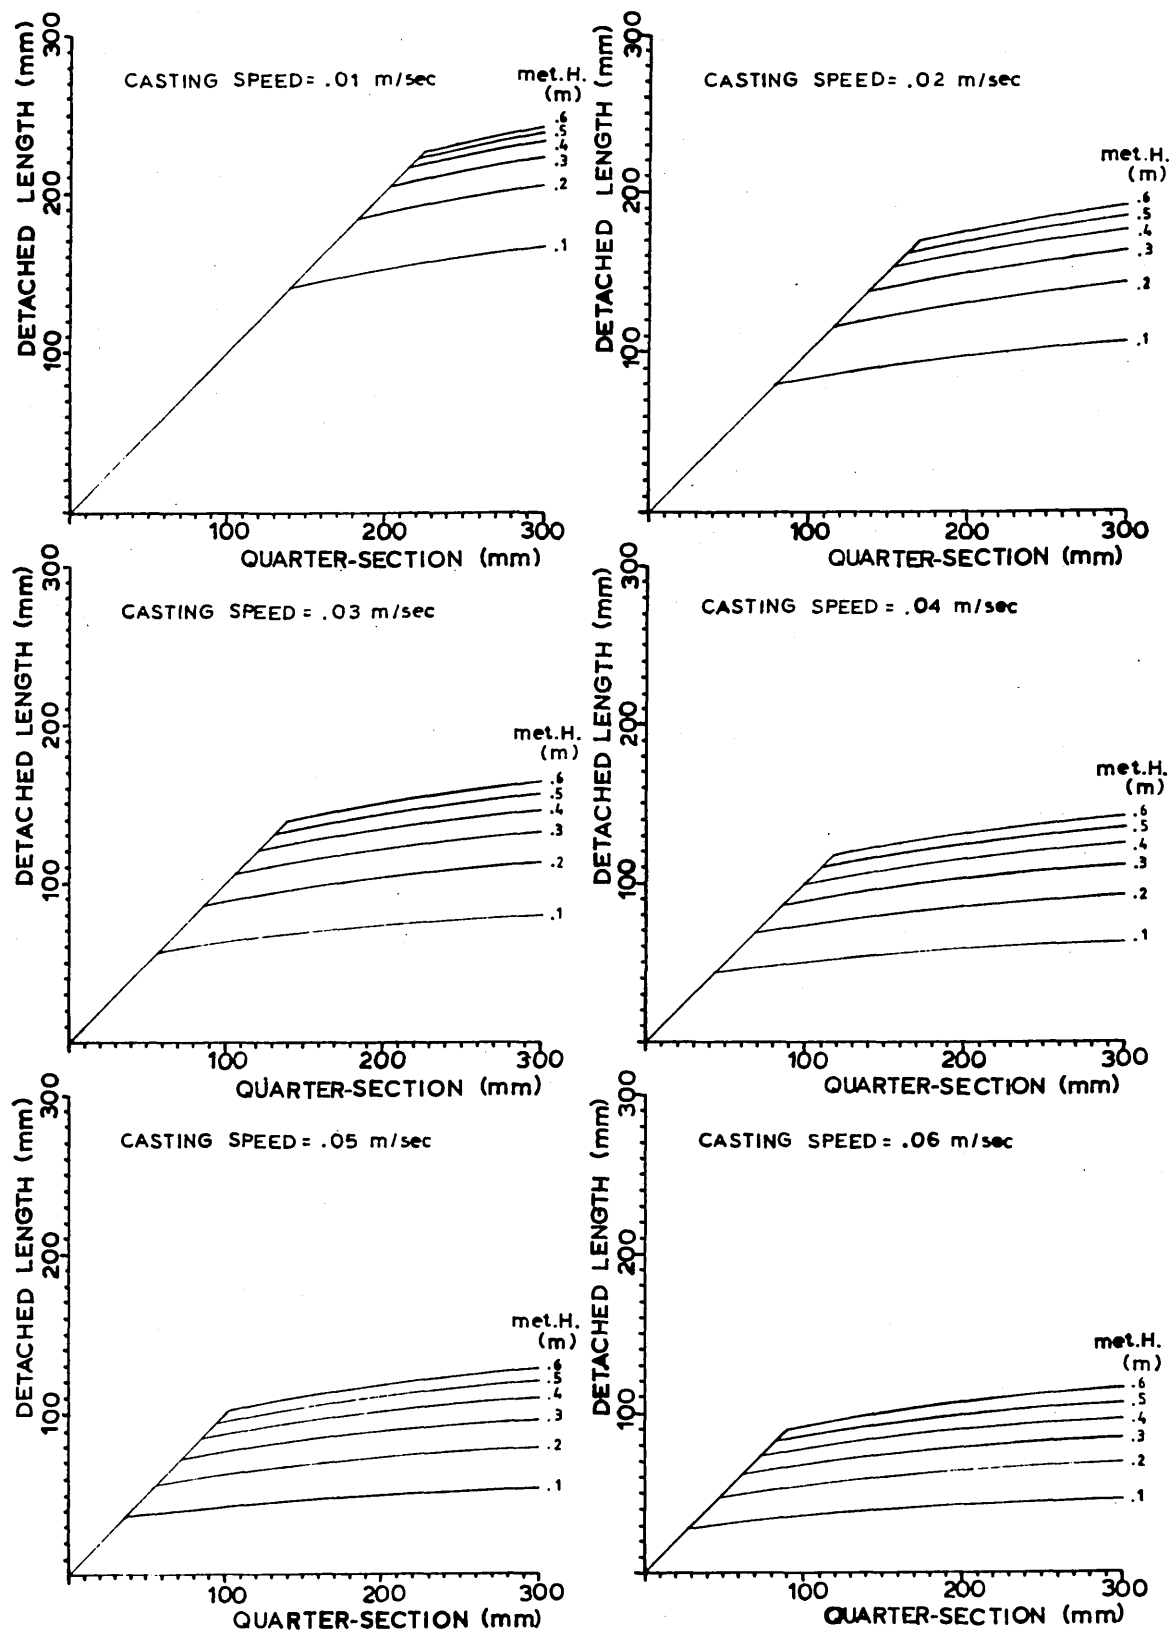 CASTING SPEED = .01 m/sec
met.H.
(m)
.6
.5
.4
.3
.2
.1
DETACHED LENGTH (mm)
300
200
100
100 200 300
QUARTER-SECTION (mm)
CASTING SPEED = .02 m/sec
met.H.
(m)
.6
.5
.4
.3
.2
.1
DETACHED LENGTH (mm)
300
200
100
100 200 300
QUARTER-SECTION (mm)
CASTING SPEED = .03 m/sec
met.H.
(m)
.6
.5
.4
.3
.2
.1
DETACHED LENGTH (mm)
300
200
100
100 200 300
QUARTER-SECTION (mm)
CASTING SPEED = .04 m/sec
met.H.
(m)
.6
.5
.4
.3
.2
.1
DETACHED LENGTH (mm)
300
200
100
100 200 300
QUARTER-SECTION (mm)
CASTING SPEED = .05 m/sec
met.H.
(m)
.6
.5
.4
.3
.2
.1
DETACHED LENGTH (mm)
300
200
100
100 200 300
QUARTER-SECTION (mm)
CASTING SPEED = .06 m/sec
met.H.
(m)
.6
.5
.4
.3
.2
.1
DETACHED LENGTH (mm)
300
200
100
100 200 300
QUARTER-SECTION (mm)